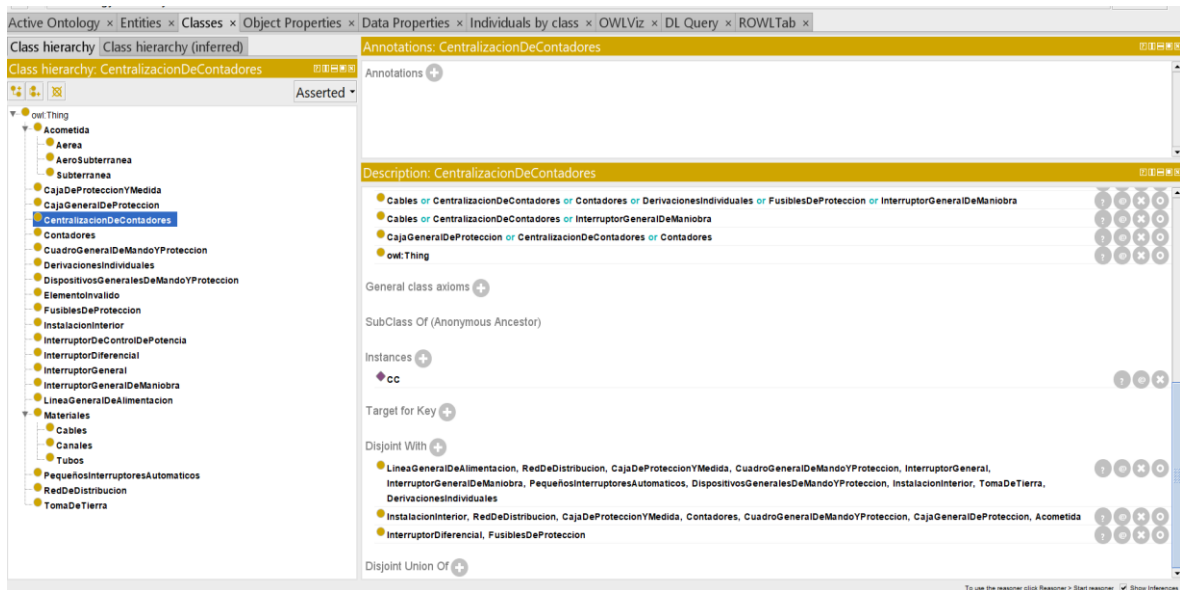 Active Ontology × Entities × Classes × Object Properties × Data Properties × Individuals by class × OWLViz × DL Query × ROWLTab ×
Class hierarchy Class hierarchy (inferred)
Class hierarchy: CentralizacionDeContadores
Asserted
owl:Thing
Acometida
Aerea
AeroSubterranea
Subterranea
CajaDeProteccionYMedida
CajaGeneralDeProteccion
CentralizacionDeContadores
Contadores
CuadroGeneralDeMandoYProteccion
DerivacionesIndividuales
DispositivosGeneralesDeMandoYProteccion
ElementoInvalido
FusiblesDeProteccion
InstalacionInterior
InterruptorDeControlDePotencia
InterruptorDiferencial
InterruptorGeneral
InterruptorGeneralDeManiobra
LineaGeneralDeAlimentacion
Materiales
Cables
Canales
Tubos
PequeñosInterruptoresAutomaticos
RedDeDistribucion
TomaDeTierra
Annotations: CentralizacionDeContadores
Annotations
Description: CentralizacionDeContadores
Cables or CentralizacionDeContadores or Contadores or DerivacionesIndividuales or FusiblesDeProteccion or InterruptorGeneralDeManiobra
Cables or CentralizacionDeContadores or InterruptorGeneralDeManiobra
CajaGeneralDeProteccion or CentralizacionDeContadores or Contadores
owl:Thing
General class axioms
SubClass Of (Anonymous Ancestor)
Instances
CC
Target for Key
Disjoint With
LineaGeneralDeAlimentacion, RedDeDistribucion, CajaDeProteccionYMedida, CuadroGeneralDeMandoYProteccion, InterruptorGeneral,
InterruptorGeneralDeManiobra, PequeñosInterruptoresAutomaticos, DispositivosGeneralesDeMandoYProteccion, InstalacionInterior, TomaDeTierra,
DerivacionesIndividuales
InstalacionInterior, RedDeDistribucion, CajaDeProteccionYMedida, Contadores, CuadroGeneralDeMandoYProteccion, CajaGeneralDeProteccion, Acometida
InterruptorDiferencial, FusiblesDeProteccion
Disjoint Union Of
To use the reasoner click Reasoner > Start reasoner Show Inferences